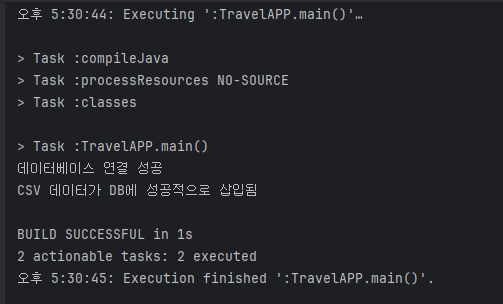 오후 5:30:44: Executing ':TravelAPP.main()'…
> Task :compileJava
> Task :processResources NO-SOURCE
> Task :classes
> Task :TravelAPP.main()
데이터베이스 연결 성공
CSV 데이터가 DB에 성공적으로 삽입됨
BUILD SUCCESSFUL in 1s
2 actionable tasks: 2 executed
오후 5:30:45: Execution finished ':TravelAPP.main()'.